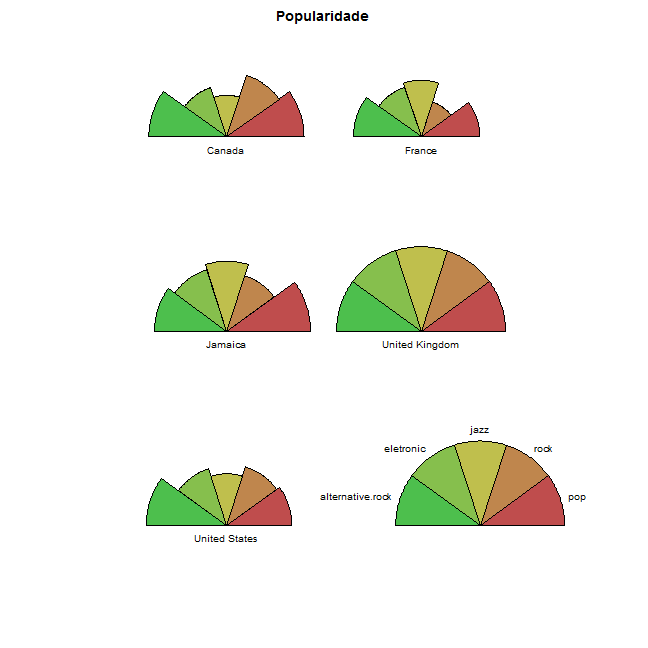 Popularidade
Canada
France
Jamaica
United Kingdom
jazz
eletronic
rock
alternative.rock
pop
United States